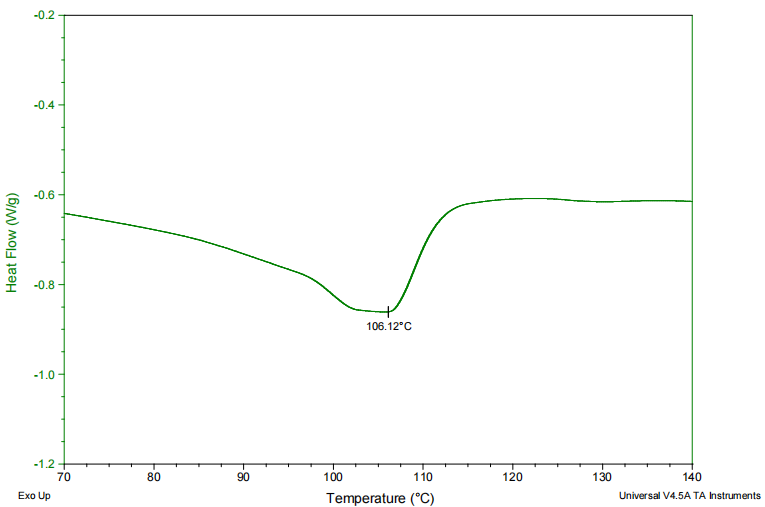 -0.2
-0.4
-0.6
-0.8
-1.0
-1.2
Heat Flow (W/g)
106.12°C
70 80 90 100 110 120 130 140
Exo Up Temperature (°C) Universal V4.5A TA Instruments